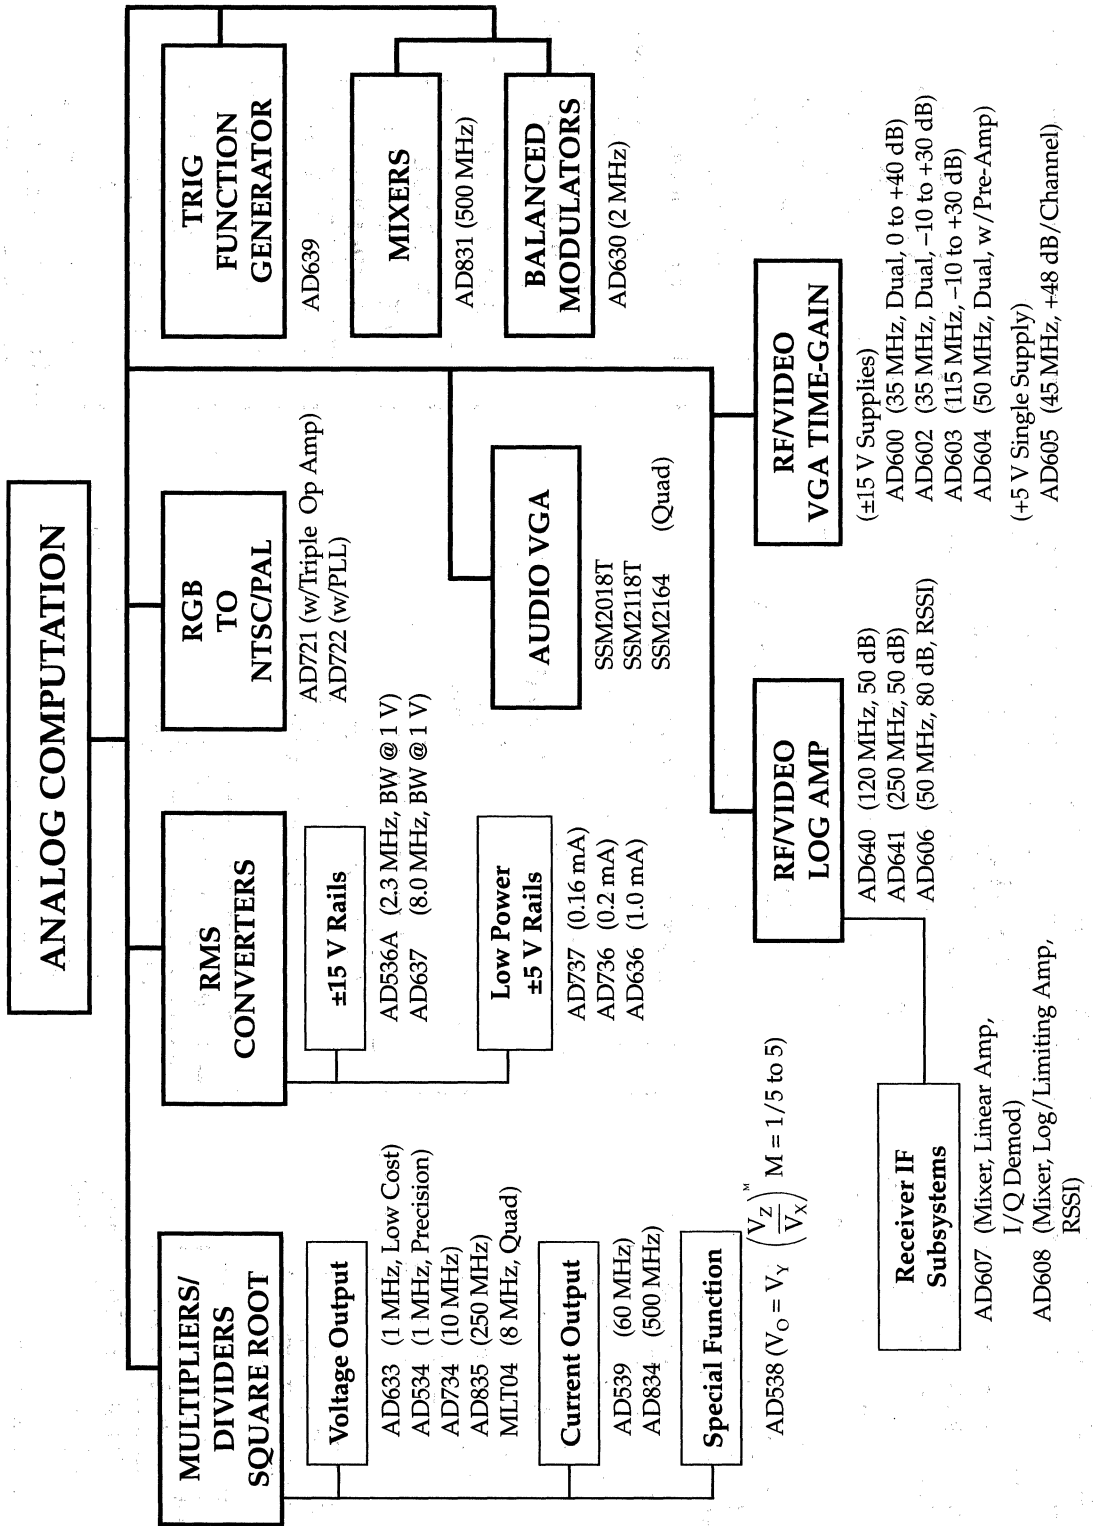 ANALOG COMPUTATION
MULTIPLIERS/
DIVIDERS
SQUARE ROOT
Voltage Output
AD633 (1 MHz, Low Cost)
AD534 (1 MHz, Precision)
AD734 (10 MHz)
AD835 (250 MHz)
MLT04 (8 MHz, Quad)
Current Output
AD539 (60 MHz)
AD834 (500 MHz)
Special Function
AD538 (V_O = V_Y (V_Z/V_X)^M M = 1/5 to 5)
RMS
CONVERTERS
±15 V Rails
AD536A (2.3 MHz, BW @ 1 V)
AD637 (8.0 MHz, BW @ 1 V)
Low Power
±5 V Rails
AD737 (0.16 mA)
AD736 (0.2 mA)
AD636 (1.0 mA)
RGB
TO
NTSC/PAL
AD721 (w/Triple Op Amp)
AD722 (w/PLL)
AUDIO VGA
SSM2018T
SSM2118T
SSM2164 (Quad)
TRIG
FUNCTION
GENERATOR
AD639
MIXERS
AD831 (500 MHz)
BALANCED
MODULATORS
AD630 (2 MHz)
RF/VIDEO
LOG AMP
AD640 (120 MHz, 50 dB)
AD641 (250 MHz, 50 dB)
AD606 (50 MHz, 80 dB, RSSI)
Receiver IF
Subsystems
AD607 (Mixer, Linear Amp,
I/Q Demod)
AD608 (Mixer, Log/Limiting Amp,
RSSI)
RF/VIDEO
VGA TIME-GAIN
(±15 V Supplies)
AD600 (35 MHz, Dual, 0 to +40 dB)
AD602 (35 MHz, Dual, -10 to +30 dB)
AD603 (115 MHz, -10 to +30 dB)
AD604 (50 MHz, Dual, w/Pre-Amp)
(+5 V Single Supply)
AD605 (45 MHz, +48 dB/Channel)